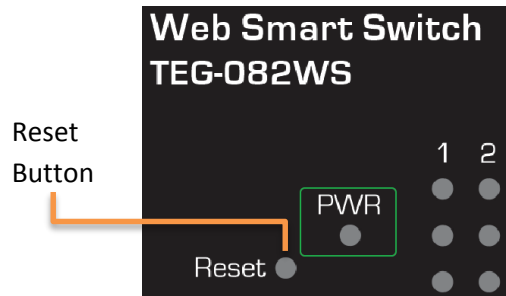 Web Smart Switch
TEG-082WS
Reset
Button
1 2
PWR
Reset